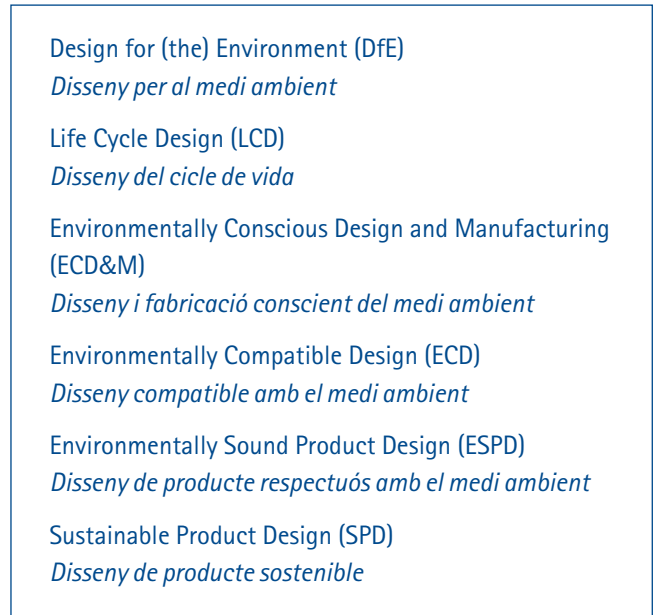 Design for (the) Environment (DfE)
Disseny per al medi ambient
Life Cycle Design (LCD)
Disseny del cicle de vida
Environmentally Conscious Design and Manufacturing
(ECD&M)
Disseny i fabricació conscient del medi ambient
Environmentally Compatible Design (ECD)
Disseny compatible amb el medi ambient
Environmentally Sound Product Design (ESPD)
Disseny de producte respectuós amb el medi ambient
Sustainable Product Design (SPD)
Disseny de producte sostenible